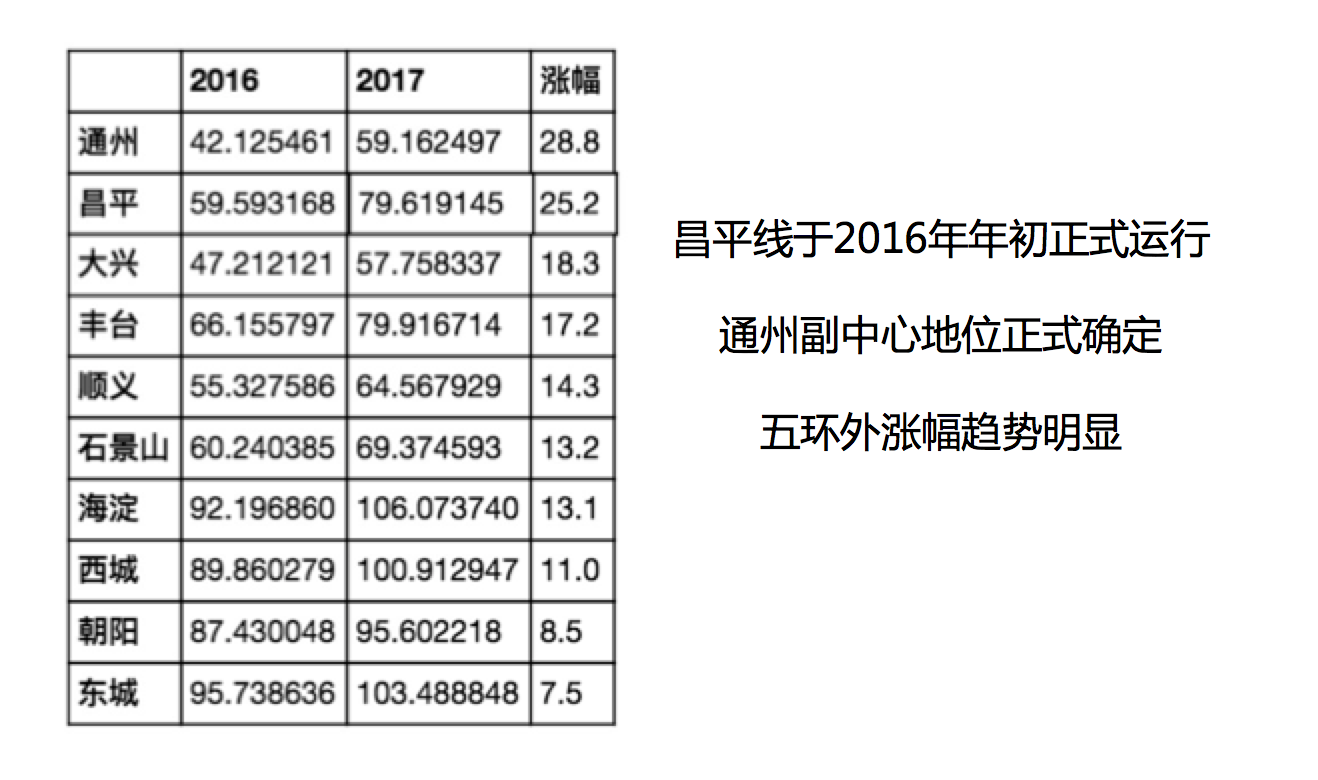 2016 2017 涨幅
通州 42.125461 59.162497 28.8
昌平 59.593168 79.619145 25.2
大兴 47.212121 57.758337 18.3
丰台 66.155797 79.916714 17.2
顺义 55.327586 64.567929 14.3
石景山 60.240385 69.374593 13.2
海淀 92.196860 106.073740 13.1
西城 89.860279 100.912947 11.0
朝阳 87.430048 95.602218 8.5
东城 95.738636 103.488848 7.5
昌平线于2016年年初正式运行
通州副中心地位正式确定
五环外涨幅趋势明显